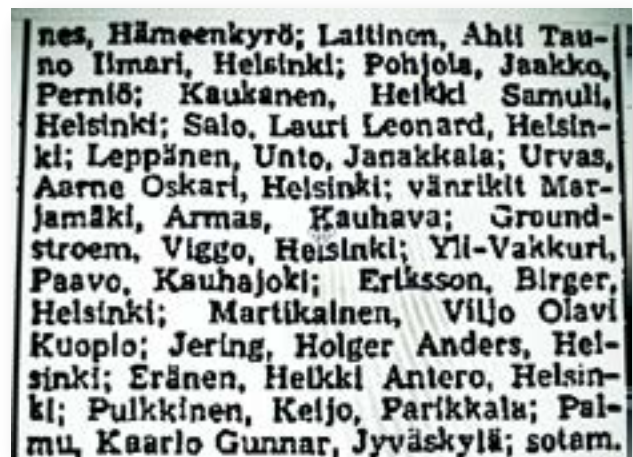 nes, Hämeenkyrö; Laitinen, Ahti Tau-
no Ilmari, Helsinki; Pohjola, Jaakko,
Perniö; Kaukanen, Heikki Samuli,
Helsinki; Salo, Lauri Leonard, Helsin-
ki; Leppänen, Unto, Janakkala; Urvas,
Aarne Oskari, Helsinki; vänrikit Mar-
jamäki, Armas, Kauhava; Ground-
stroem, Viggo, Helsinki; Yli-Vakkuri,
Paavo, Kauhajoki; Eriksson, Birger,
Helsinki; Martikainen, Viljo Olavi
Kuopio; Jering, Holger Anders, Hel-
sinki; Eränen, Heikki Antero, Helsin-
ki; Pulkkinen, Keijo, Parikkala; Pal-
mu, Kaarlo Gunnar, Jyväskylä; sotam.